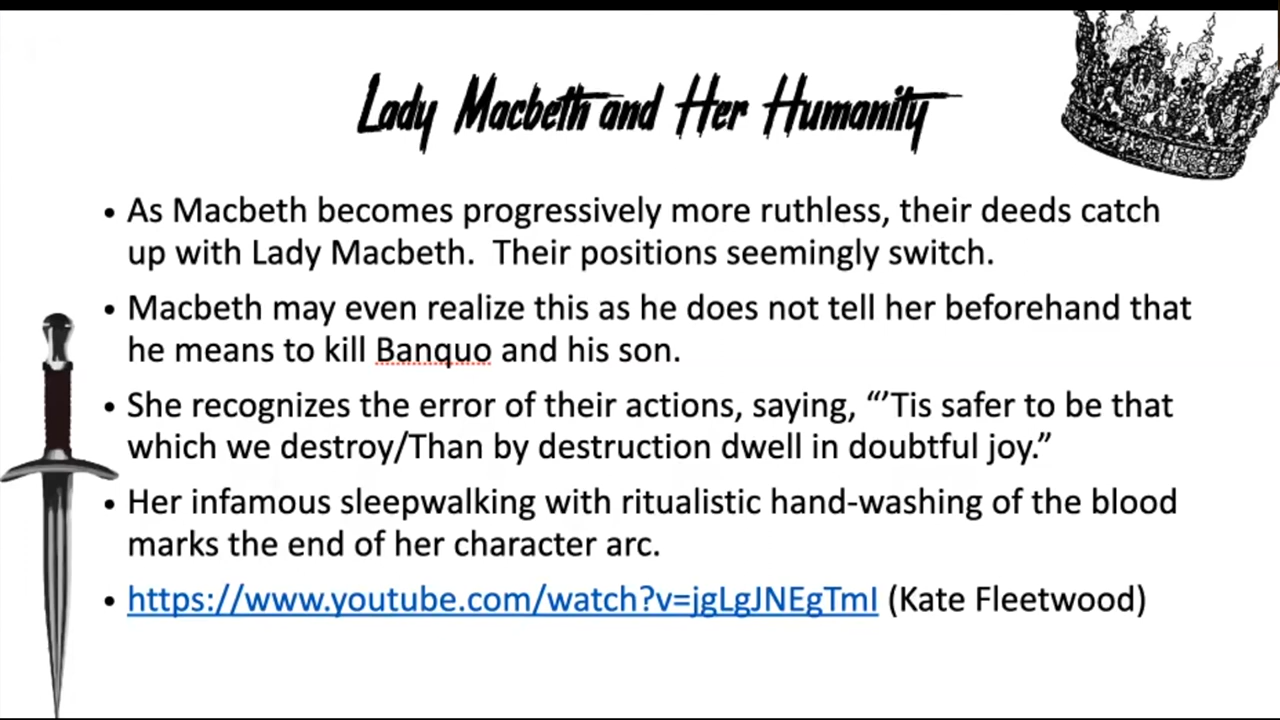 Lady Macbeth and Her Humanity
• As Macbeth becomes progressively more ruthless, their deeds catch
up with Lady Macbeth.  Their positions seemingly switch.
• Macbeth may even realize this as he does not tell her beforehand that
he means to kill Banquo and his son.
• She recognizes the error of their actions, saying, “’Tis safer to be that
which we destroy/Than by destruction dwell in doubtful joy.”
• Her infamous sleepwalking with ritualistic hand-washing of the blood
marks the end of her character arc.
• https://www.youtube.com/watch?v=jgLgJNEgTmI (Kate Fleetwood)